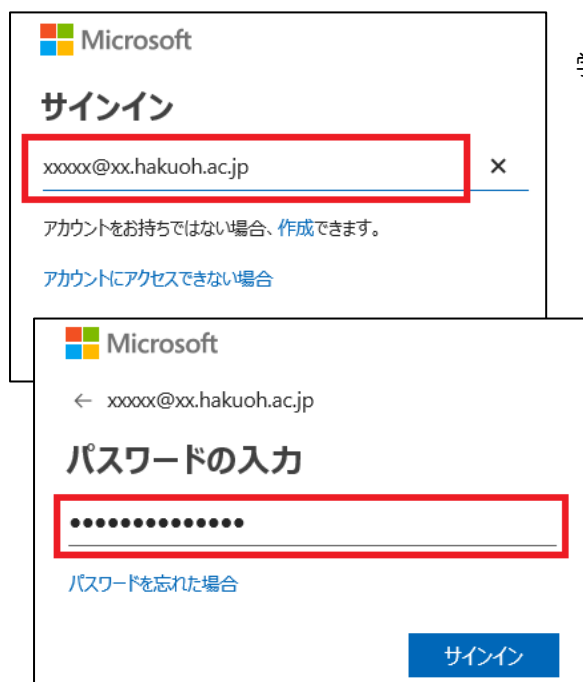 Microsoft
サインイン
xxxxx@xx.hakuoh.ac.jp ×
アカウントをお持ちではない場合、作成できます。
アカウントにアクセスできない場合
Microsoft
← xxxxx@xx.hakuoh.ac.jp
パスワードの入力
●●●●●●●●●●●●●●
パスワードを忘れた場合
サインイン